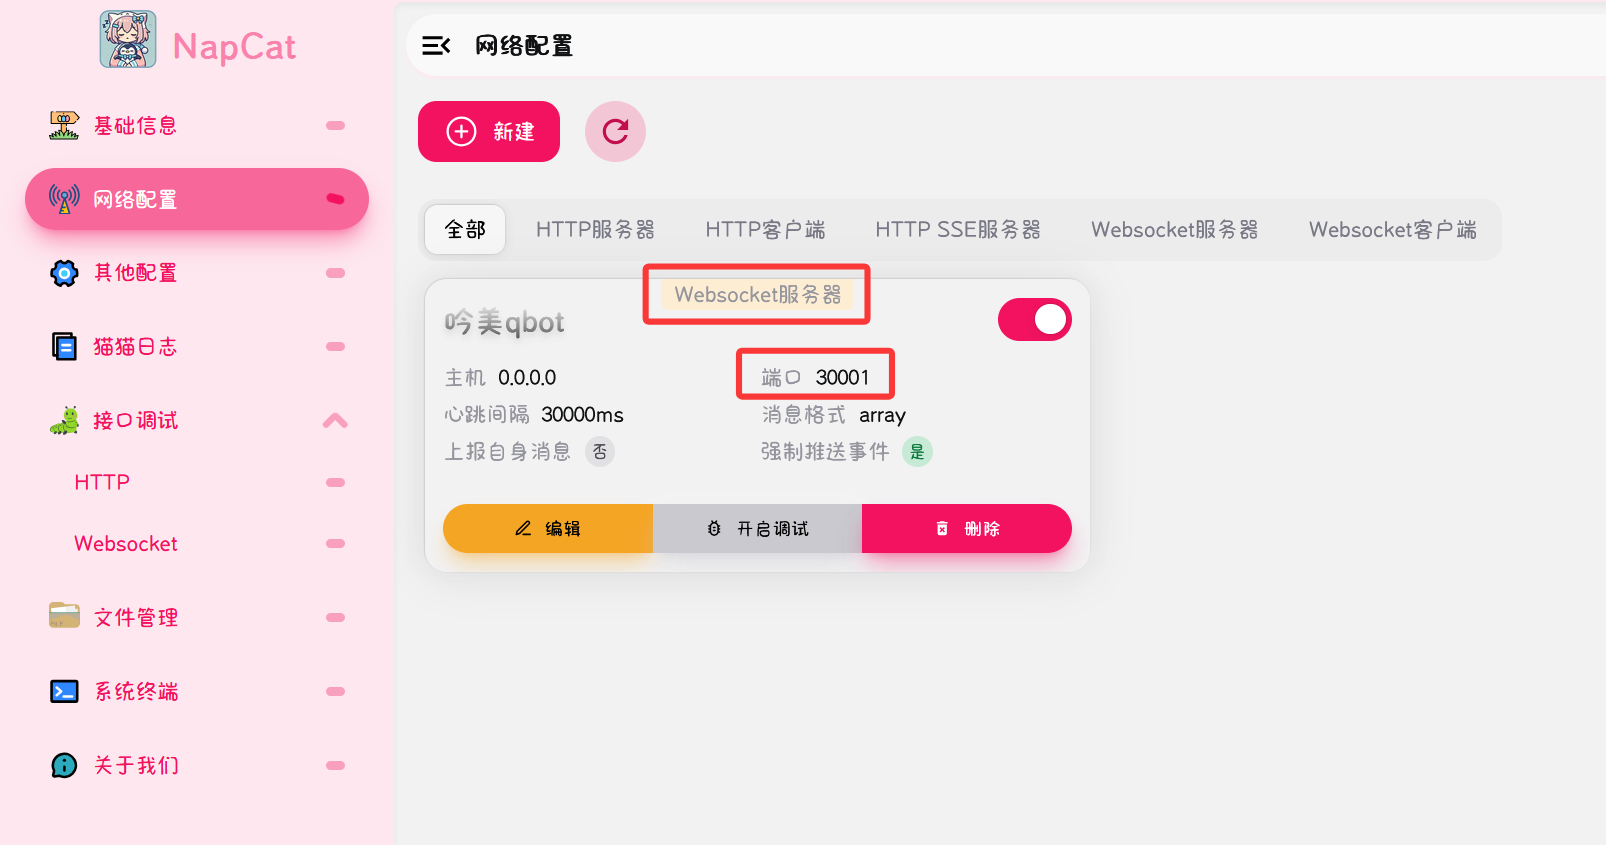 NapCat
基础信息
网络配置
其他配置
猫猫日志
接口调试
HTTP
Websocket
文件管理
系统终端
关于我们
网络配置
新建
全部 HTTP服务器 HTTP客户端 HTTP SSE服务器 Websocket服务器 Websocket客户端
Websocket服务器
吟美qbot
主机 0.0.0.0 端口 30001
心跳间隔 30000ms 消息格式 array
上报自身消息 否 强制推送事件 是
编辑 开启调试 删除